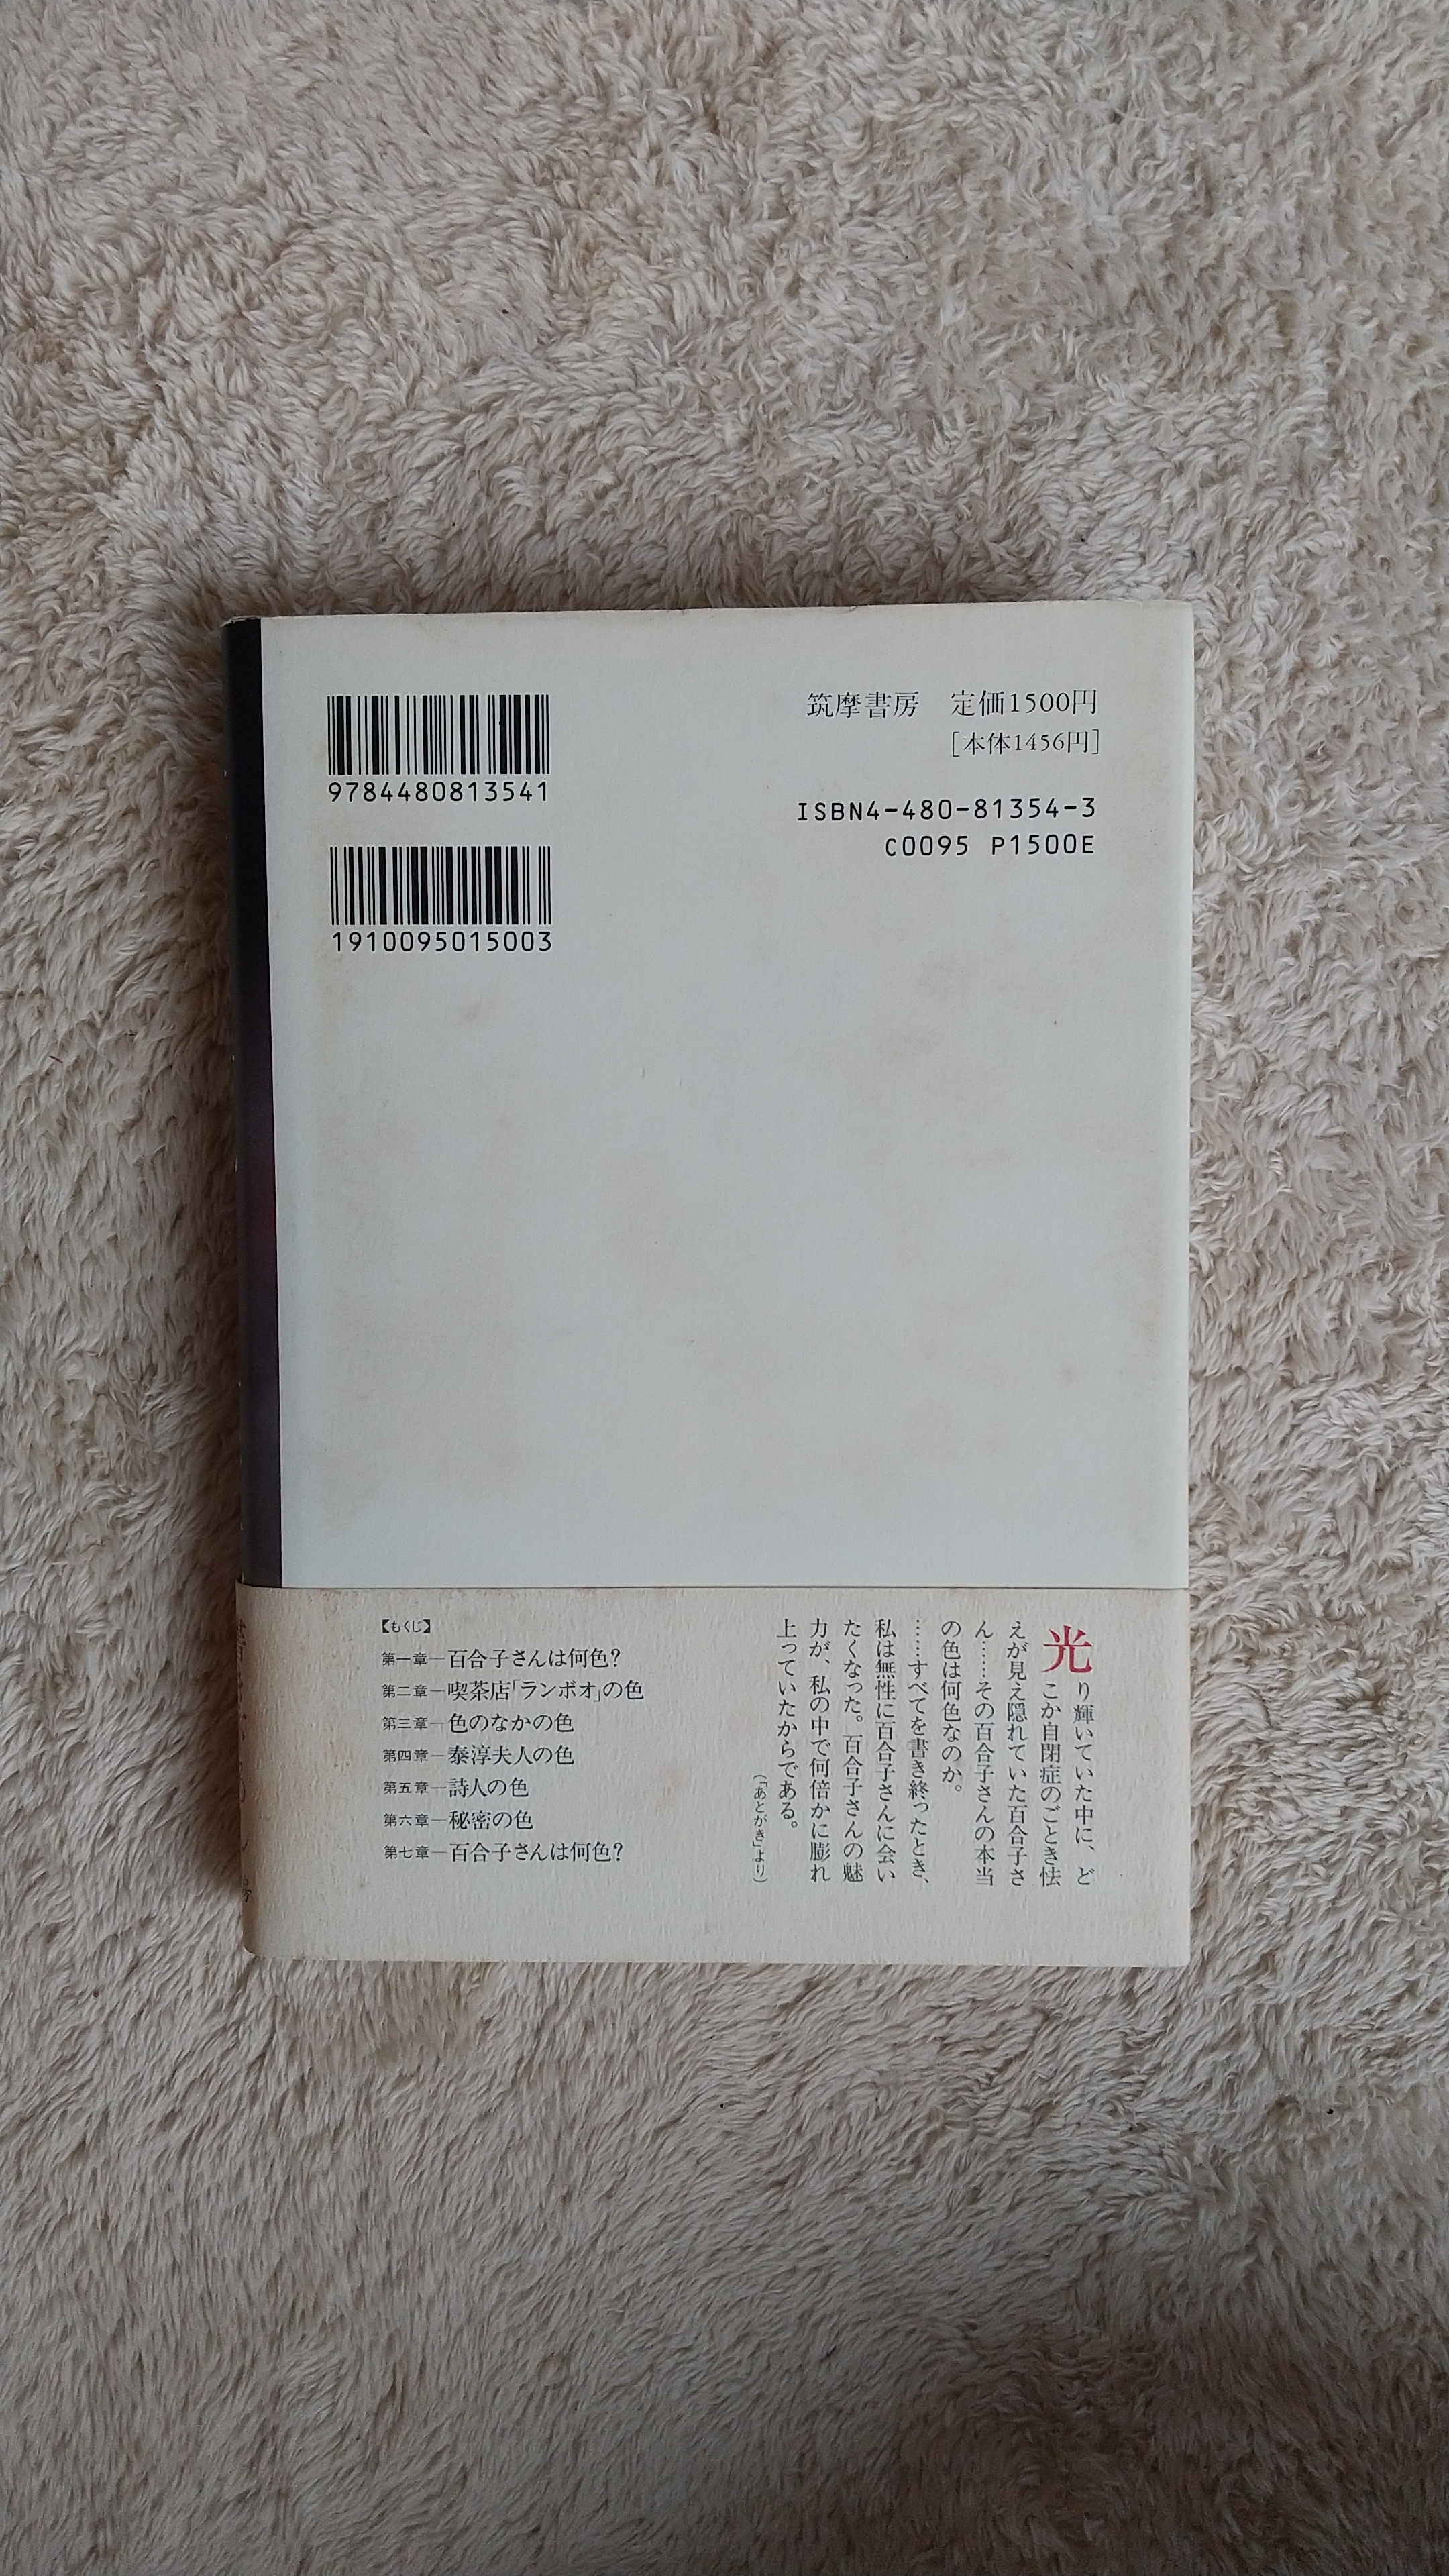 9784480813541
1910095015003
筑摩書房　定価1500円
[本体1456円]
ISBN4-480-81354-3
C0095 P1500E
光り輝いていた中に、ど
こか自閉症のごとき怯
えが見え隠れていた百合子さ
ん……その百合子さんの本当
の色は何色なのか。
……すべてを書き終ったとき、
私は無性に百合子さんに会い
たくなった。百合子さんの魅
力が、私の中で何倍かに膨れ
上っていたからである。
(「あとがき」より)
【もくじ】
第一章―百合子さんは何色？
第二章―喫茶店「ランボオ」の色
第三章―色のなかの色
第四章―泰淳夫人の色
第五章―詩人の色
第六章―秘密の色
第七章―百合子さんは何色？